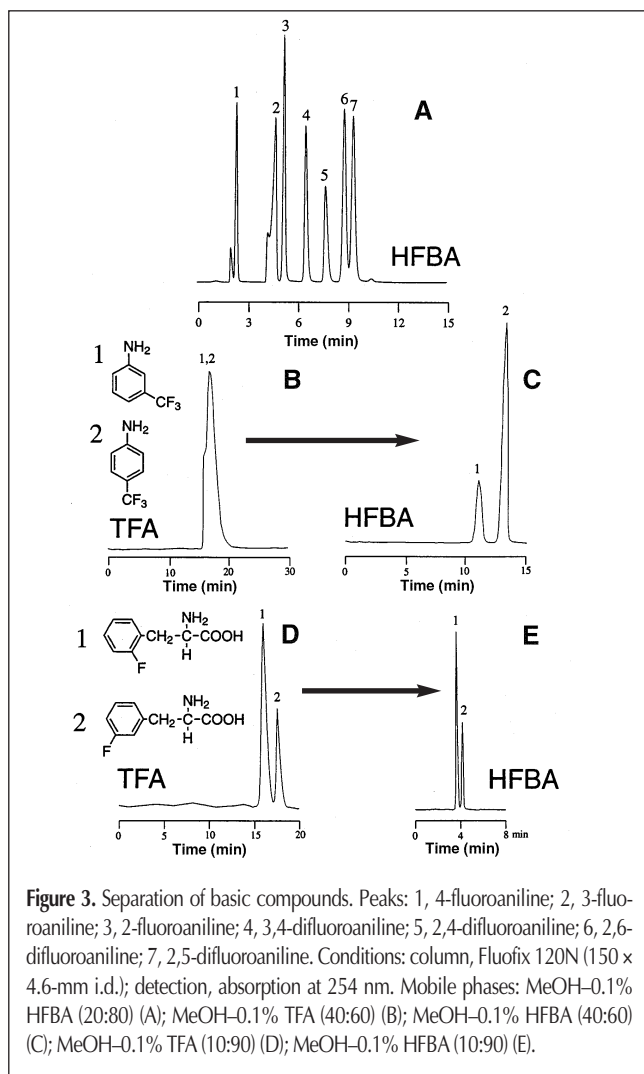 3
1
2
4
6
7
5
A
HFBA
0 3 6 9 12 15
Time (min)
1
NH2
CF3
2
NH2
CF3
TFA
1,2
B
0 10 20 30
Time (min)
C
1
2
HFBA
0 5 10 15
Time (min)
1
NH2
CH2-C-COOH
H
F
2
NH2
CH2-C-COOH
H
F
TFA
1
2
D
0 5 10 15 20
Time (min)
E
1
2
HFBA
0 4 8 min
Time (min)
Figure 3. Separation of basic compounds. Peaks: 1, 4-fluoroaniline; 2, 3-fluo-
roaniline; 3, 2-fluoroaniline; 4, 3,4-difluoroaniline; 5, 2,4-difluoroaniline; 6, 2,6-
difluoroaniline; 7, 2,5-difluoroaniline. Conditions: column, Fluofix 120N (150 ×
4.6-mm i.d.); detection, absorption at 254 nm. Mobile phases: MeOH–0.1%
HFBA (20:80) (A); MeOH–0.1% TFA (40:60) (B); MeOH–0.1% HFBA (40:60)
(C); MeOH–0.1% TFA (10:90) (D); MeOH–0.1% HFBA (10:90) (E).